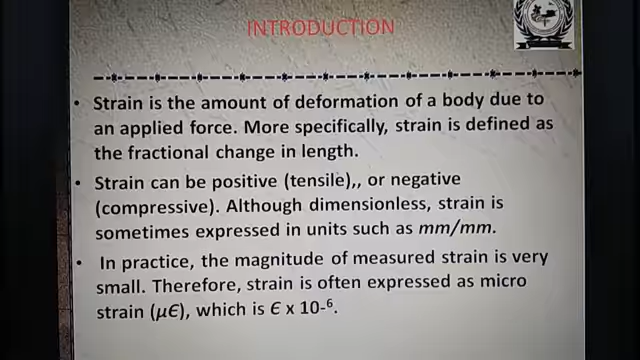 INTRODUCTION
• Strain is the amount of deformation of a body due to
an applied force. More specifically, strain is defined as
the fractional change in length.
• Strain can be positive (tensile),, or negative
(compressive). Although dimensionless, strain is
sometimes expressed in units such as mm/mm.
• In practice, the magnitude of measured strain is very
small. Therefore, strain is often expressed as micro
strain (μϵ), which is ϵ x 10-⁶.